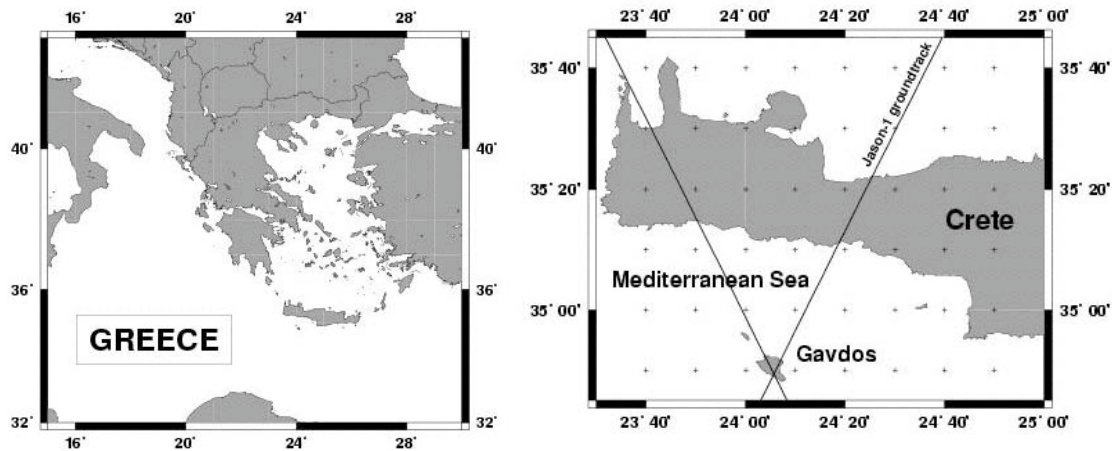 16° 20° 24° 28°
40° 40°
36° 36°
32° 32°
GREECE
16° 20° 24° 28°
23° 40' 24° 00' 24° 20' 24° 40' 25° 00'
35° 40' 35° 40'
Jason-1 groundtrack
35° 20' 35° 20'
Crete
Mediterranean Sea
35° 00' 35° 00'
Gavdos
23° 40' 24° 00' 24° 20' 24° 40' 25° 00'